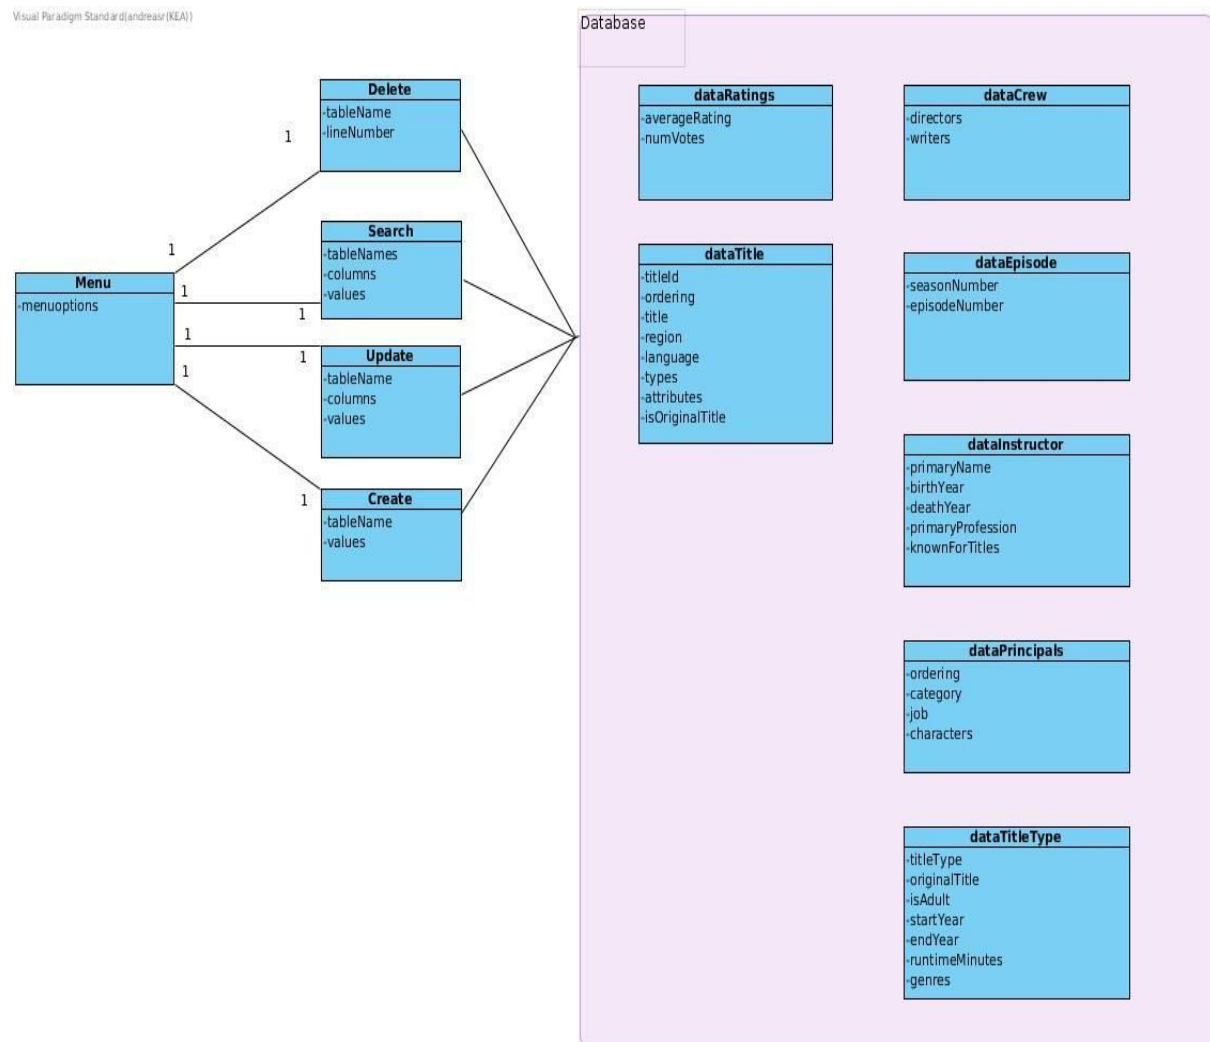 Visual Paradigm Standard(andreasr(KEA))
Database
Delete
-tableName
-lineNumber
1
1
Menu
-menuoptions
Search
-tableNames
-columns
-values
1
1
Update
-tableName
-columns
-values
1
1
Create
-tableName
-values
1
1
dataRatings
-averageRating
-numVotes
dataCrew
-directors
-writers
dataTitle
-titleId
-ordering
-title
-region
-language
-types
-attributes
-isOriginalTitle
dataEpisode
-seasonNumber
-episodeNumber
dataInstructor
-primaryName
-birthYear
-deathYear
-primaryProfession
-knownForTitles
dataPrincipals
-ordering
-category
-job
-characters
dataTitleType
-titleType
-originalTitle
-isAdult
-startYear
-endYear
-runtimeMinutes
-genres